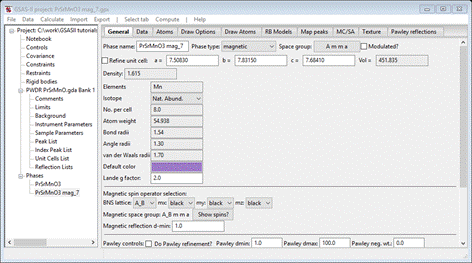 Project: C:\work\GSASII tutorials\PrSrMnO mag_7.gpx
File Data Calculate Import Export | Select tab Compute |
Project: C:\work\GSASII tutorials
Notebook
Controls
Covariance
Constraints
Restraints
Rigid bodies
PWDR PrSrMnO.gda Bank 1
Comments
Limits
Background
Instrument Parameters
Sample Parameters
Peak List
Index Peak List
Unit Cells List
Reflection Lists
Phases
PrSrMnO3
PrSrMnO3 mag_7
General Data Atoms Draw Options Draw Atoms RB Models Map peaks MC/SA Texture Pawley reflections
Phase name: PrSrMnO3 mag_7 Phase type: magnetic Space group: A m m a Modulated?
Refine unit cell: a = 7.50830 b = 7.83150 c = 7.68410 Vol = 451.835
Density: 1.615
Elements Mn
Isotope Nat. Abund.
No. per cell 8.0
Atom weight 54.938
Bond radii 1.54
Angle radii 1.30
van der Waals radii 1.70
Default color
Lande g factor: 2.0
Magnetic spin operator selection:
BNS lattice: A_B mx: black my: black mz: black
Magnetic space group: A_B m m a Show spins?
Magnetic reflection d-min: 1.0
Pawley controls: Do Pawley refinement? Pawley dmin: 1.0 Pawley dmax: 100.0 Pawley neg. wt.: 0.0